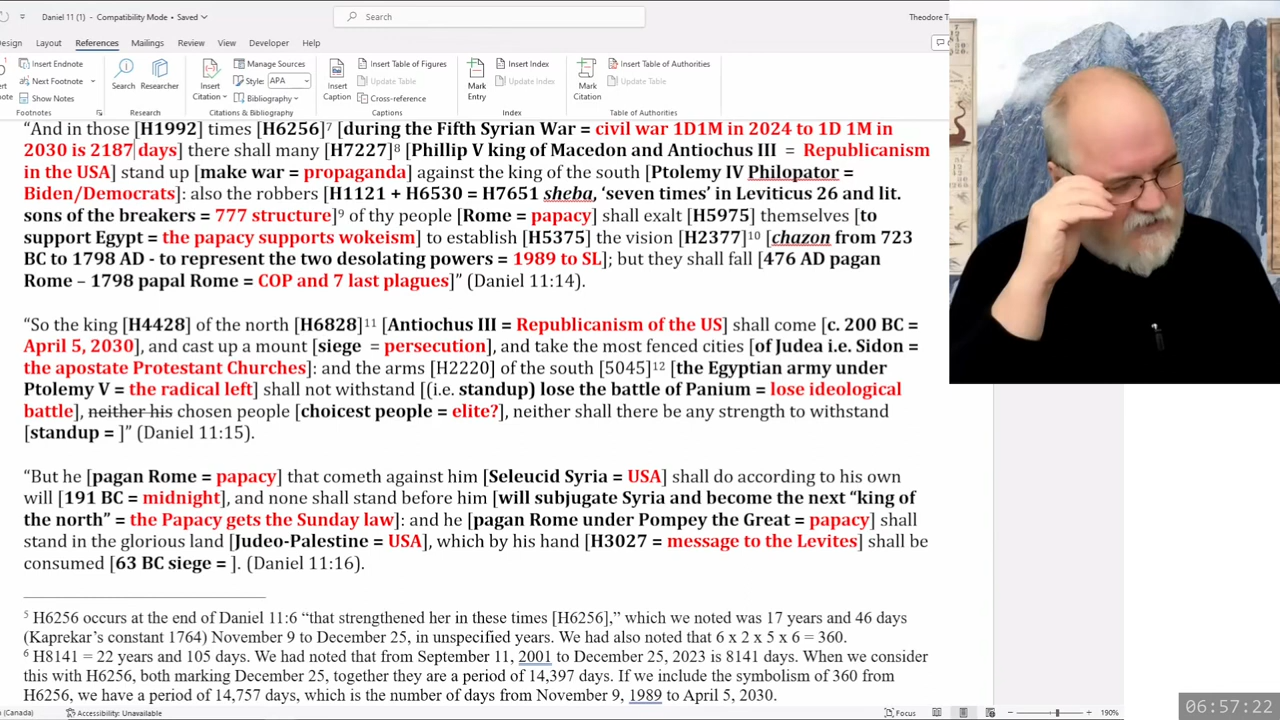 Daniel 11 (1) - Compatibility Mode • Saved
Search
Theodore T
esign Layout References Mailings Review View Developer Help
Insert Endnote
Next Footnote
Show Notes
Footnotes
Search
Researcher
Research
Insert Citation
Manage Sources
Style: APA
Bibliography
Citations & Bibliography
Insert Caption
Insert Table of Figures
Update Table
Cross-reference
Captions
Mark Entry
Insert Index
Update Index
Index
Mark Citation
Insert Table of Authorities
Update Table
Table of Authorities
“And in those [H1992] times [H6256]7 [during the Fifth Syrian War = civil war 1D1M in 2024 to 1D 1M in
2030 is 2187 days] there shall many [H7227]8 [Phillip V king of Macedon and Antiochus III = Republicanism
in the USA] stand up [make war = propaganda] against the king of the south [Ptolemy IV Philopator =
Biden/Democrats]: also the robbers [H1121 + H6530 = H7651 sheba, ‘seven times’ in Leviticus 26 and lit.
sons of the breakers = 777 structure]9 of thy people [Rome = papacy] shall exalt [H5975] themselves [to
support Egypt = the papacy supports wokeism] to establish [H5375] the vision [H2377]10 [chazon from 723
BC to 1798 AD - to represent the two desolating powers = 1989 to SL]; but they shall fall [476 AD pagan
Rome – 1798 papal Rome = COP and 7 last plagues]” (Daniel 11:14).
“So the king [H4428] of the north [H6828]11 [Antiochus III = Republicanism of the US] shall come [c. 200 BC =
April 5, 2030], and cast up a mount [siege = persecution], and take the most fenced cities [of Judea i.e. Sidon =
the apostate Protestant Churches]: and the arms [H2220] of the south [5045]12 [the Egyptian army under
Ptolemy V = the radical left] shall not withstand [(i.e. standup) lose the battle of Panium = lose ideological
battle], neither his chosen people [choicest people = elite?], neither shall there be any strength to withstand
[standup = ]” (Daniel 11:15).
“But he [pagan Rome = papacy] that cometh against him [Seleucid Syria = USA] shall do according to his own
will [191 BC = midnight], and none shall stand before him [will subjugate Syria and become the next “king of
the north” = the Papacy gets the Sunday law]: and he [pagan Rome under Pompey the Great = papacy] shall
stand in the glorious land [Judeo-Palestine = USA], which by his hand [H3027 = message to the Levites] shall be
consumed [63 BC siege = ]. (Daniel 11:16).
5 H6256 occurs at the end of Daniel 11:6 “that strengthened her in these times [H6256],” which we noted was 17 years and 46 days
(Kaprekar’s constant 1764) November 9 to December 25, in unspecified years. We had also noted that 6 x 2 x 5 x 6 = 360.
6 H8141 = 22 years and 105 days. We had noted that from September 11, 2001 to December 25, 2023 is 8141 days. When we consider
this with H6256, both marking December 25, together they are a period of 14,397 days. If we include the symbolism of 360 from
H6256, we have a period of 14,757 days, which is the number of days from November 9, 1989 to April 5, 2030.
(Canada)
Accessibility: Unavailable
Focus
190%
06:57:22